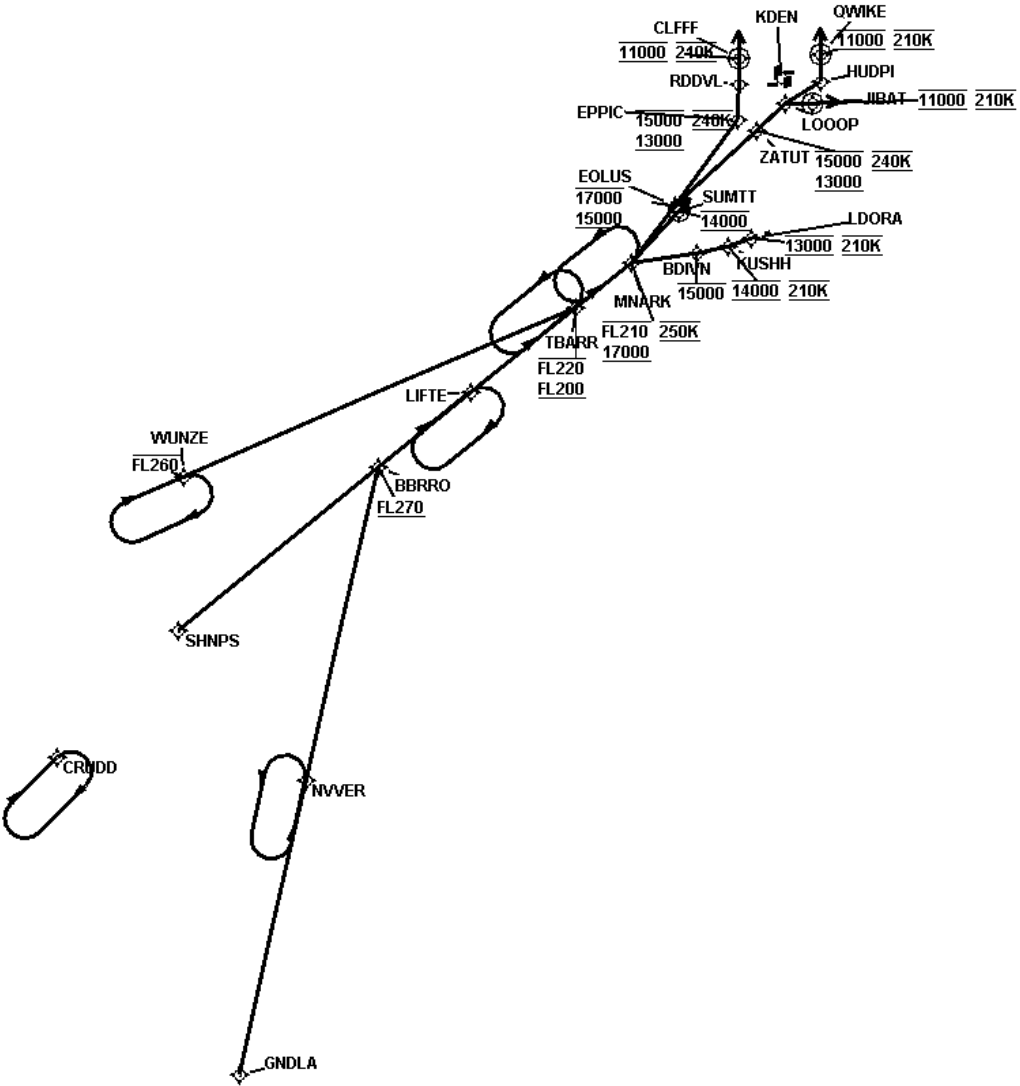 QWIKE
CLFFF
KDEN
11000 240K
11000 210K
RDDVL
HUDPI
JIBAT
11000 210K
EPPIC
15000 240K
13000
LOOOP
ZATUT
15000 240K
13000
EOLUS
17000
15000
SUMTT
14000
LDORA
13000 210K
KUSHH
14000 210K
BDIVN
15000
MNARK
FL210 250K
17000
TBARR
FL220
FL200
LIFTE
WUNZE
FL260
BBRRO
FL270
SHNPS
CRUDD
NVVER
GNDLA